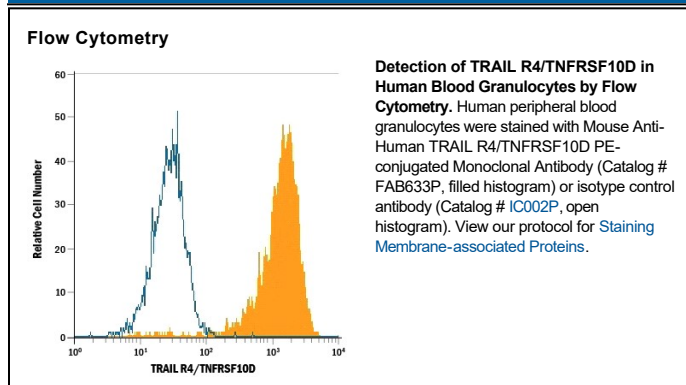 Flow Cytometry
60
50
40
30
20
10
0
Relative Cell Number
10⁰ 10¹ 10² 10³ 10⁴
TRAIL R4/TNFRSF10D
Detection of TRAIL R4/TNFRSF10D in
Human Blood Granulocytes by Flow
Cytometry. Human peripheral blood
granulocytes were stained with Mouse Anti-
Human TRAIL R4/TNFRSF10D PE-
conjugated Monoclonal Antibody (Catalog #
FAB633P, filled histogram) or isotype control
antibody (Catalog # IC002P, open
histogram). View our protocol for Staining
Membrane-associated Proteins.